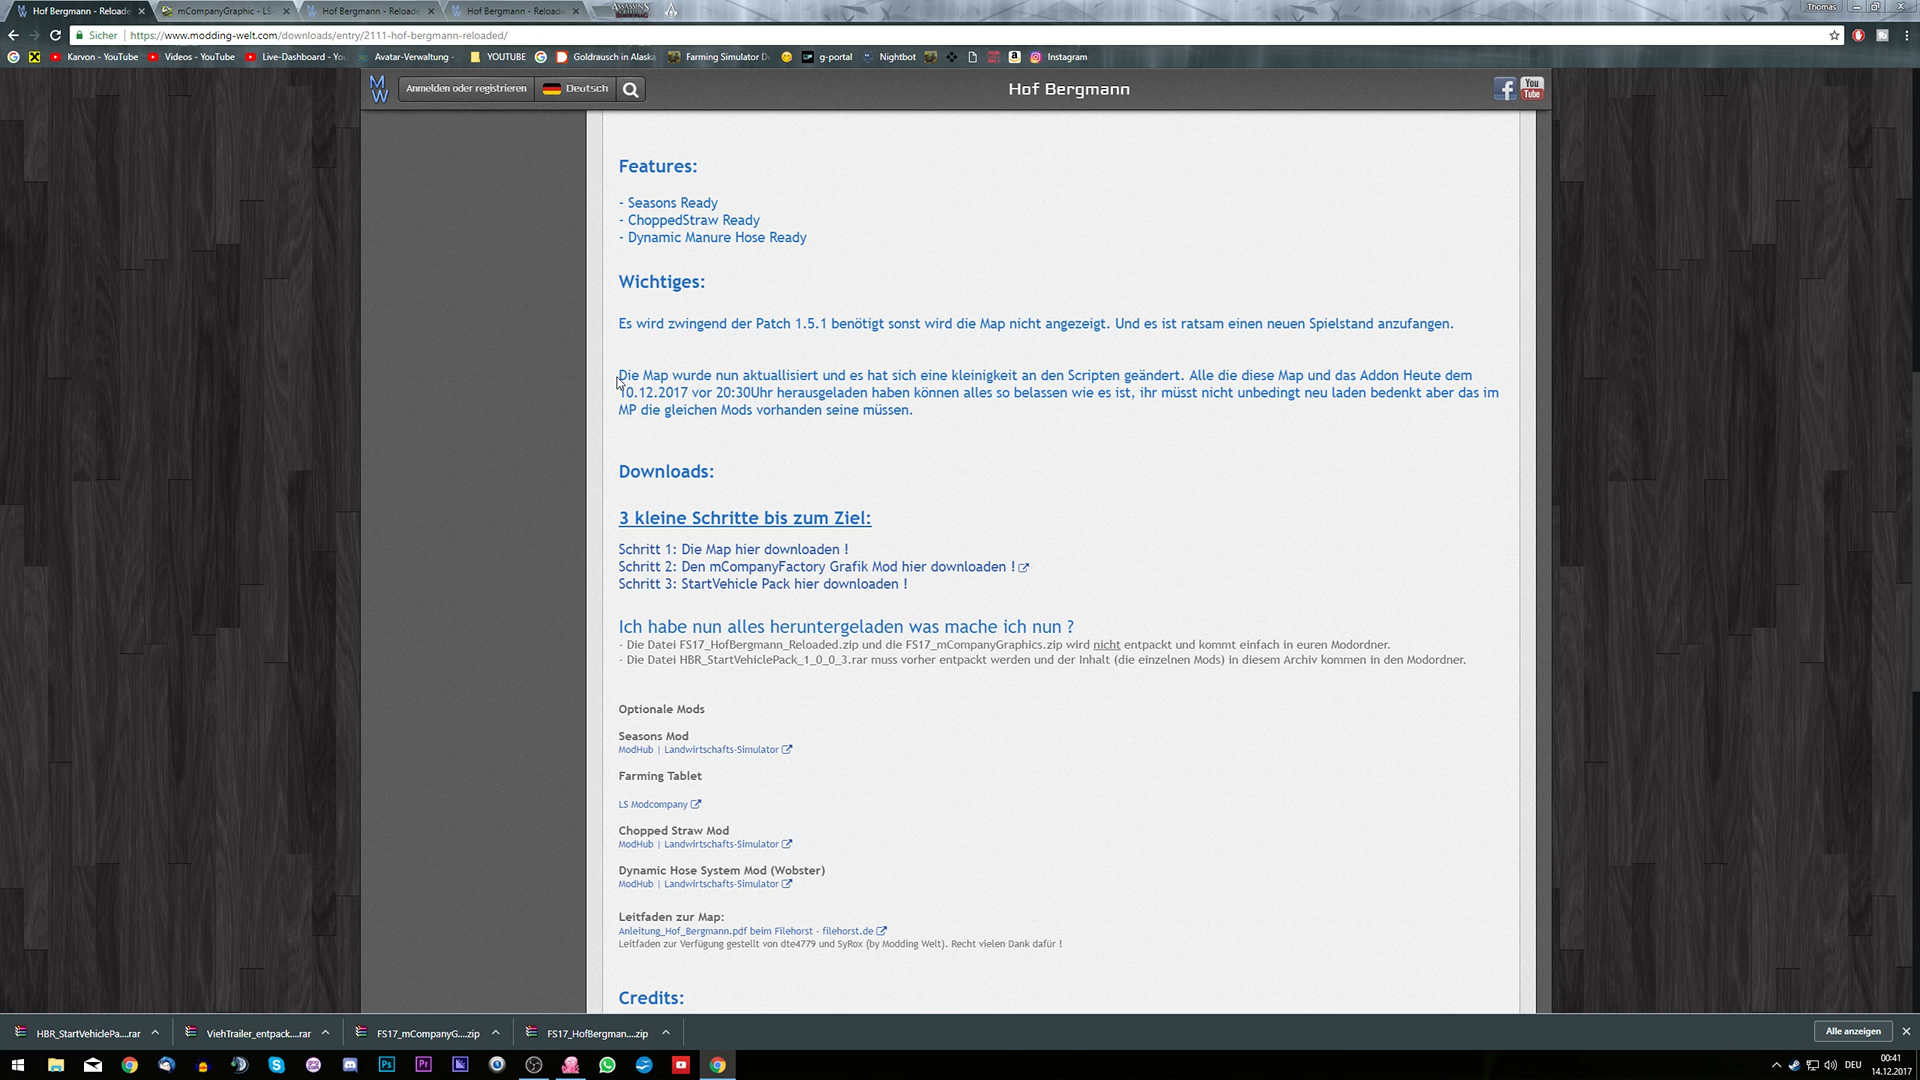 Hof Bergmann - Reloade
mCompanyGraphic - LS
Hof Bergmann - Reloade
Hof Bergmann - Reloade
Thomas
Sicher
https://www.modding-welt.com/downloads/entry/2111-hof-bergmann-reloaded/
Karvon - YouTube
Videos - YouTube
Live-Dashboard - You
Avatar-Verwaltung -
YOUTUBE
Goldrausch in Alaska
Farming Simulator D
g-portal
Nightbot
Instagram
MW
Anmelden oder registrieren
Deutsch
Hof Bergmann
You Tube
Features:
- Seasons Ready
- ChoppedStraw Ready
- Dynamic Manure Hose Ready
Wichtiges:
Es wird zwingend der Patch 1.5.1 benötigt sonst wird die Map nicht angezeigt. Und es ist ratsam einen neuen Spielstand anzufangen.
Die Map wurde nun aktuallisiert und es hat sich eine kleinigkeit an den Scripten geändert. Alle die diese Map und das Addon Heute dem
10.12.2017 vor 20:30Uhr herausgeladen haben können alles so belassen wie es ist, ihr müsst nicht unbedingt neu laden bedenkt aber das im
MP die gleichen Mods vorhanden seine müssen.
Downloads:
3 kleine Schritte bis zum Ziel:
Schritt 1: Die Map hier downloaden !
Schritt 2: Den mCompanyFactory Grafik Mod hier downloaden !
Schritt 3: StartVehicle Pack hier downloaden !
Ich habe nun alles heruntergeladen was mache ich nun ?
- Die Datei FS17_HofBergmann_Reloaded.zip und die FS17_mCompanyGraphics.zip wird nicht entpackt und kommt einfach in euren Modordner.
- Die Datei HBR_StartVehiclePack_1_0_0_3.rar muss vorher entpackt werden und der Inhalt (die einzelnen Mods) in diesem Archiv kommen in den Modordner.
Optionale Mods
Seasons Mod
ModHub | Landwirtschafts-Simulator
Farming Tablet
LS Modcompany
Chopped Straw Mod
ModHub | Landwirtschafts-Simulator
Dynamic Hose System Mod (Wobster)
ModHub | Landwirtschafts-Simulator
Leitfaden zur Map:
Anleitung_Hof_Bergmann.pdf beim Filehorst - filehorst.de
Leitfaden zur Verfügung gestellt von dte4779 und SyRox (by Modding Welt). Recht vielen Dank dafür !
Credits:
HBR_StartVehiclePa....rar
ViehTrailer_entpack....rar
FS17_mCompanyG....zip
FS17_HofBergman....zip
Alle anzeigen
Ps
Pr
DEU
00:41
14.12.2017